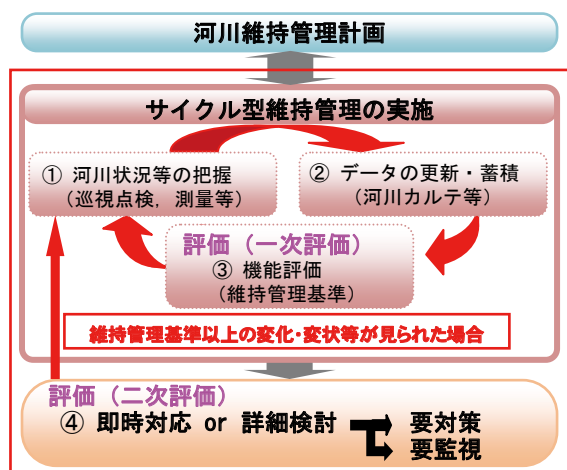 河川維持管理計画
サイクル型維持管理の実施
① 河川状況等の把握
(巡視点検，測量等)
② データの更新・蓄積
(河川カルテ等)
評価（一次評価）
③ 機能評価
(維持管理基準)
維持管理基準以上の変化・変状等が見られた場合
評価（二次評価）
④ 即時対応 or 詳細検討
要対策
要監視